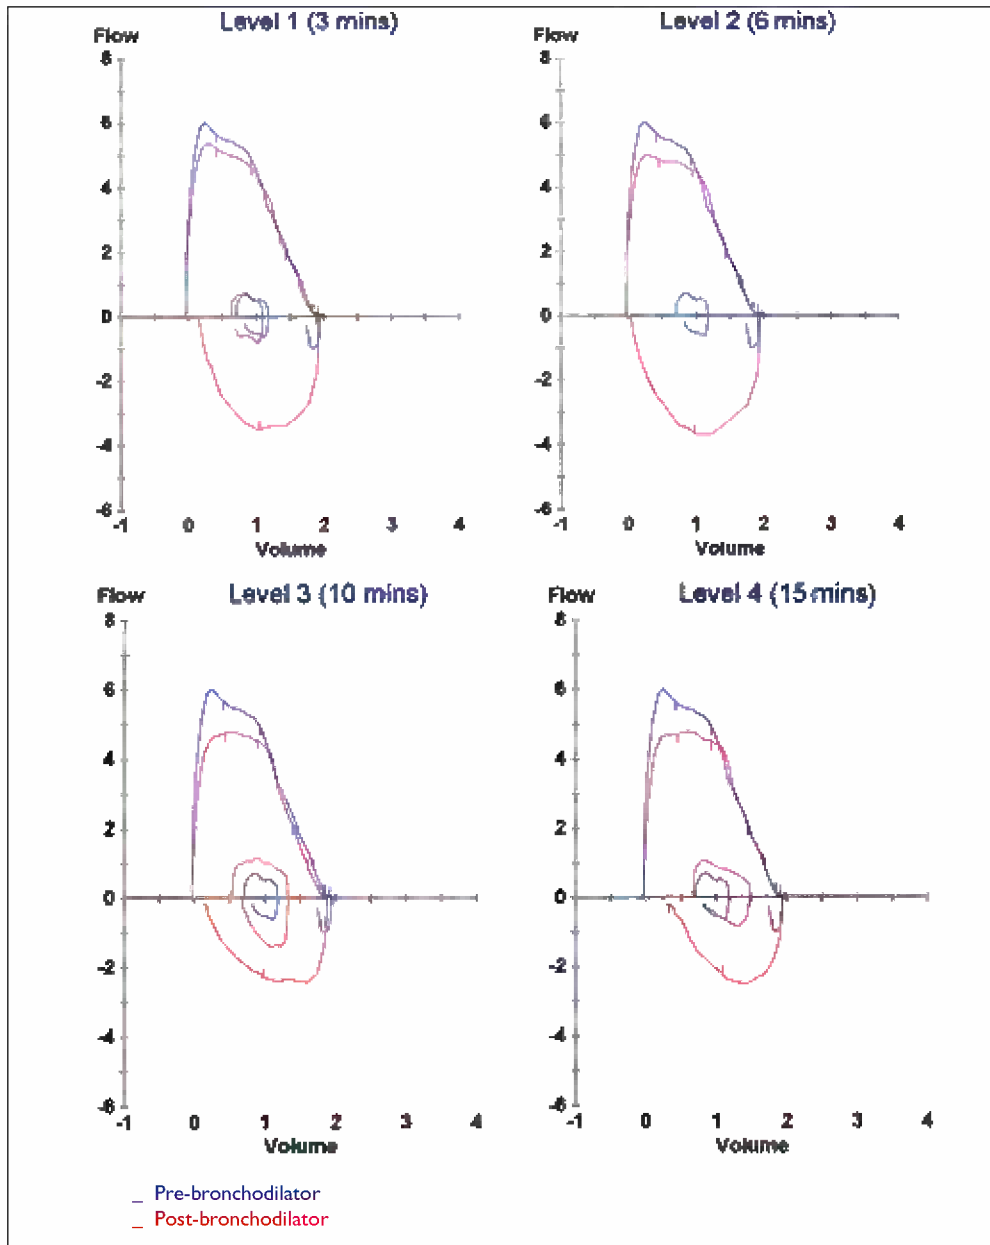 Level 1 (3 mins)
Flow
8
6
4
2
0
-2
-4
-6
-1 0 1 2 3 4
Volume
Level 2 (6 mins)
Flow
8
6
4
2
0
-2
-4
-6
-1 0 1 2 3 4
Volume
Level 3 (10 mins)
Flow
8
6
4
2
0
-2
-4
-6
-1 0 1 2 3 4
Volume
Level 4 (15 mins)
Flow
8
6
4
2
0
-2
-4
-6
-1 0 1 2 3 4
Volume
_ Pre-bronchodilator
_ Post-bronchodilator